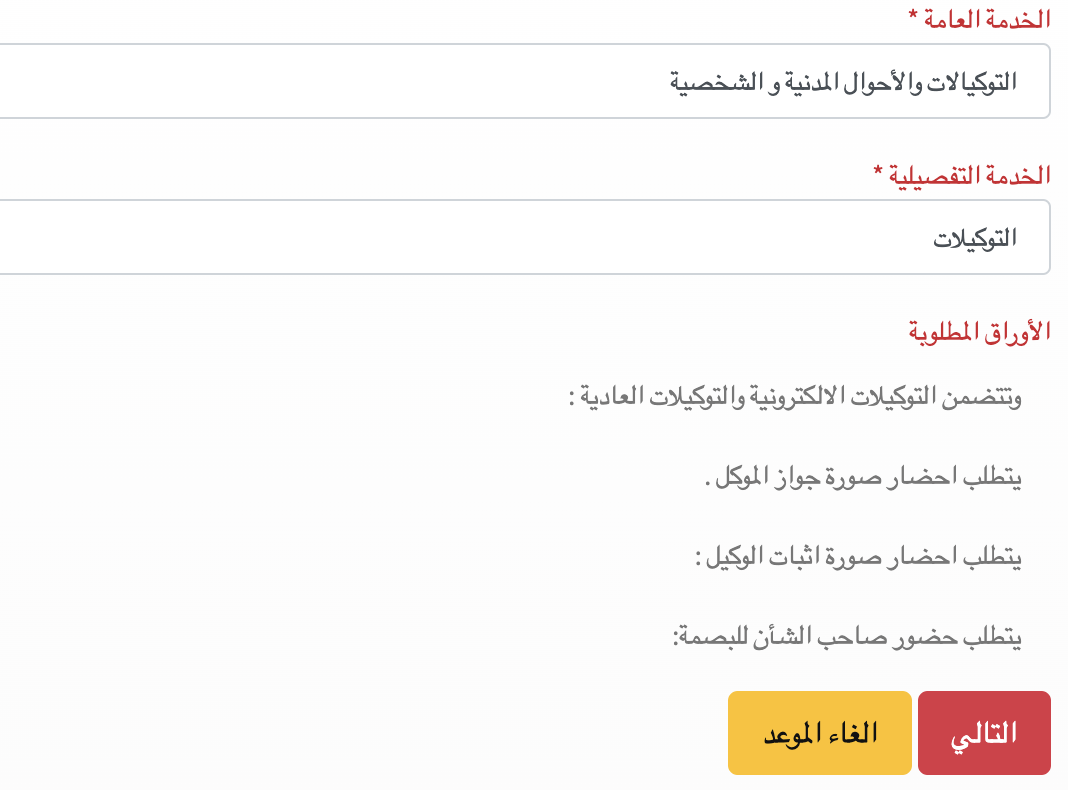 الخدمة العامة *
التوكيالات والأحوال المدنية و الشخصية
الخدمة التفصيلية *
التوكيلات
الأوراق المطلوبة
وتتضمن التوكيلات الالكترونية والتوكيلات العادية :
يتطلب احضار صورة جواز الموكل .
يتطلب احضار صورة اثبات الوكيل :
يتطلب حضور صاحب الشأن للبصمة:
التالي
الغاء الموعد